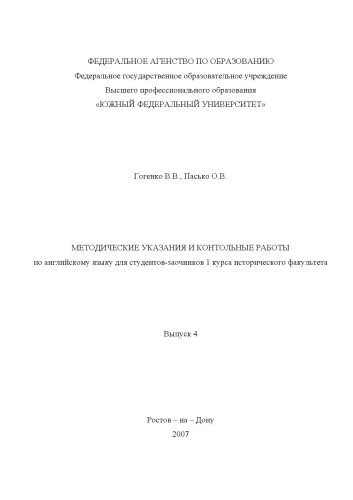 ФЕДЕРАЛЬНОЕ АГЕНСТВО ПО ОБРАЗОВАНИЮ
Федеральное государственное образовательное учреждение
Высшего профессионального образования
«ЮЖНЫЙ ФЕДЕРАЛЬНЫЙ УНИВЕРСИТЕТ»
Гогенко В.В., Пасько О.В.
МЕТОДИЧЕСКИЕ УКАЗАНИЯ И КОНТОЛЬНЫЕ РАБОТЫ
по английскому языку для студентов-заочников 1 курса исторического факультета
Выпуск 4
Ростов – на – Дону
2007